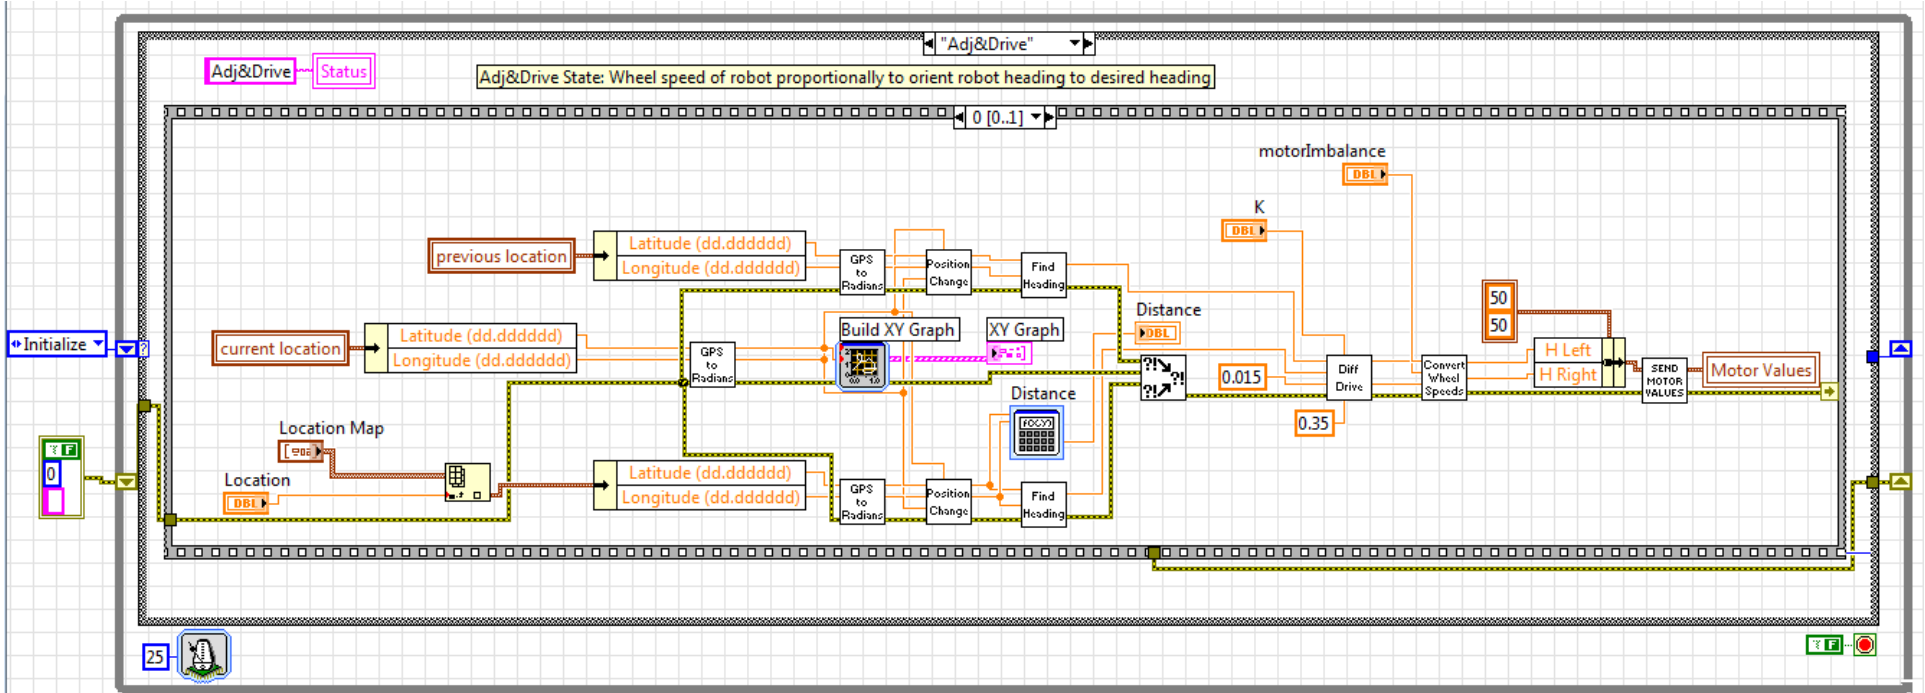 "Adj&Drive"
Adj&Drive
Status
Adj&Drive State: Wheel speed of robot proportionally to orient robot heading to desired heading
0 [0..1]
motorImbalance
DBL
K
DBL
previous location
Latitude (dd.dddddd)
Longitude (dd.dddddd)
GPS
to
Radians
Position
Change
Find
Heading
50
50
Initialize
?
current location
Latitude (dd.dddddd)
Longitude (dd.dddddd)
GPS
to
Radians
Build XY Graph
XY Graph
Distance
DBL
0.015
0.35
Diff
Drive
Convert
Wheel
Speeds
H Left
H Right
SEND
MOTOR
VALUES
Motor Values
Distance
f(x,y)
Location Map
Location
DBL
Latitude (dd.dddddd)
Longitude (dd.dddddd)
GPS
to
Radians
Position
Change
Find
Heading
F
0
25
F